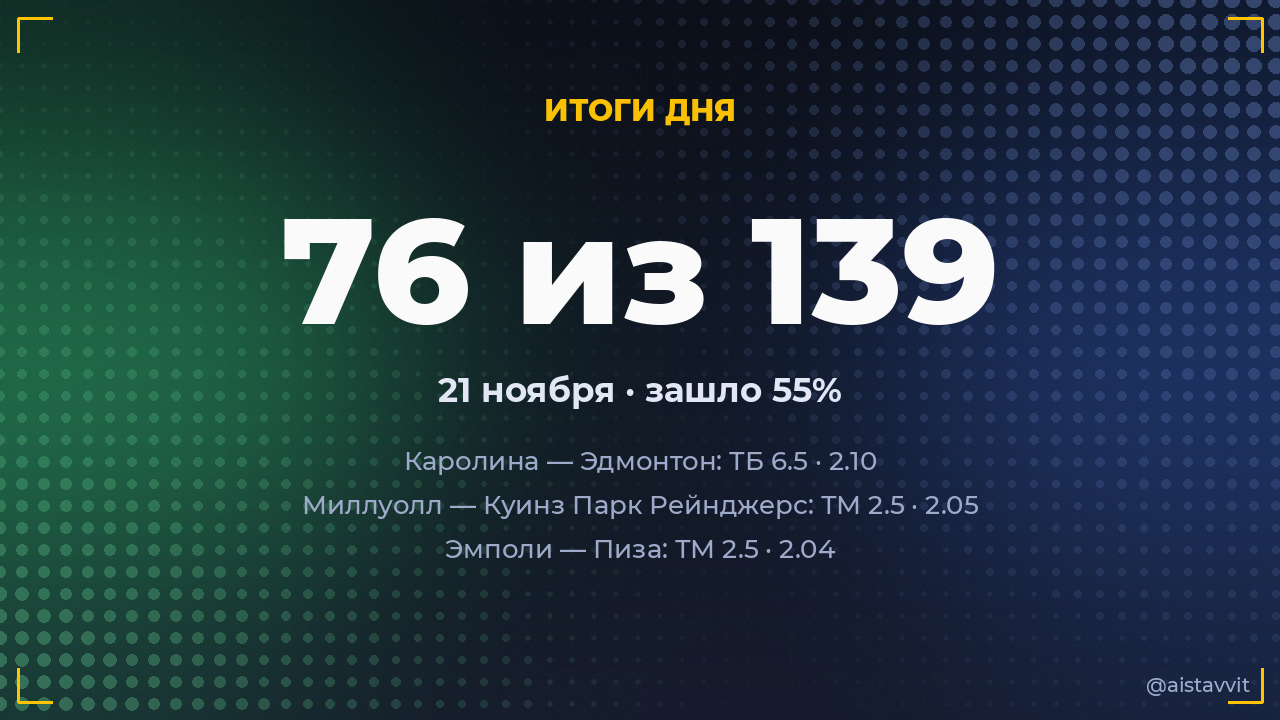 ИТОГИ ДНЯ
76 из 139
21 ноября · зашло 55%
Каролина — Эдмонтон: ТБ 6.5 · 2.10
Миллуолл — Куинз Парк Рейнджерс: ТМ 2.5 · 2.05
Эмполи — Пиза: ТМ 2.5 · 2.04
@aistavvit